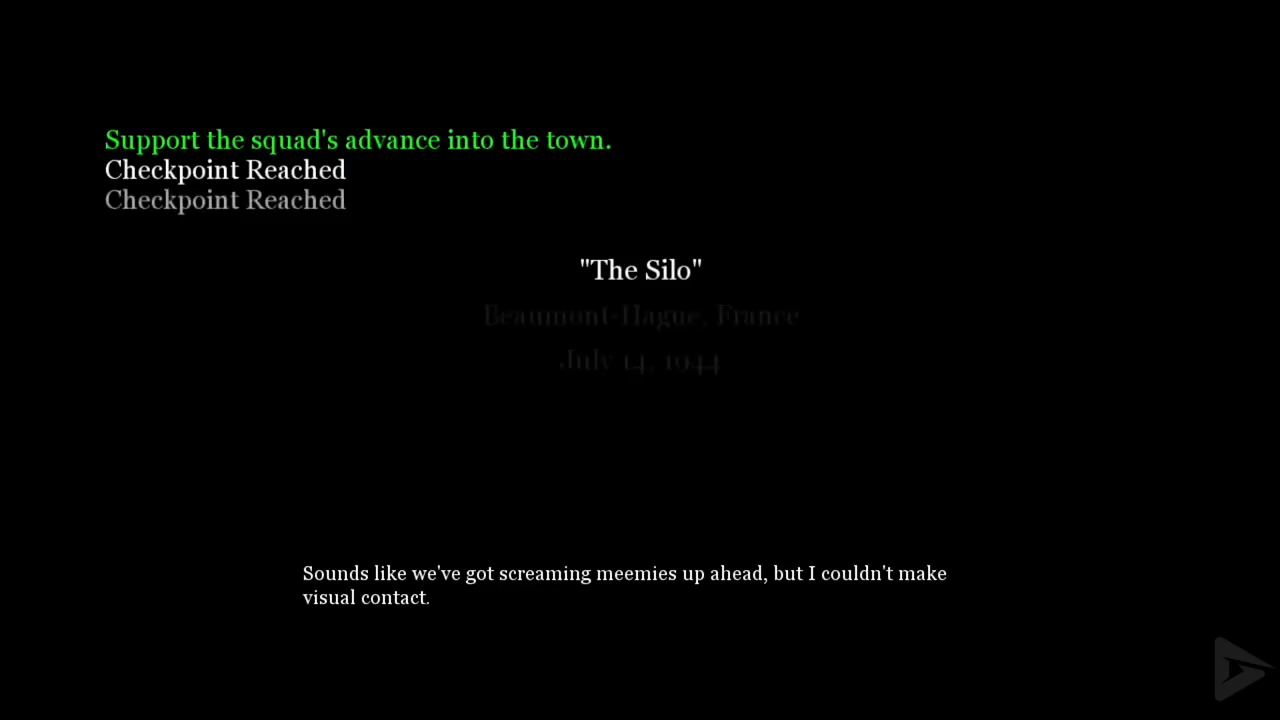 Support the squad's advance into the town.
Checkpoint Reached
Checkpoint Reached
"The Silo"
Beaumont-Hague, France
July 14, 1944
Sounds like we've got screaming meemies up ahead, but I couldn't make
visual contact.